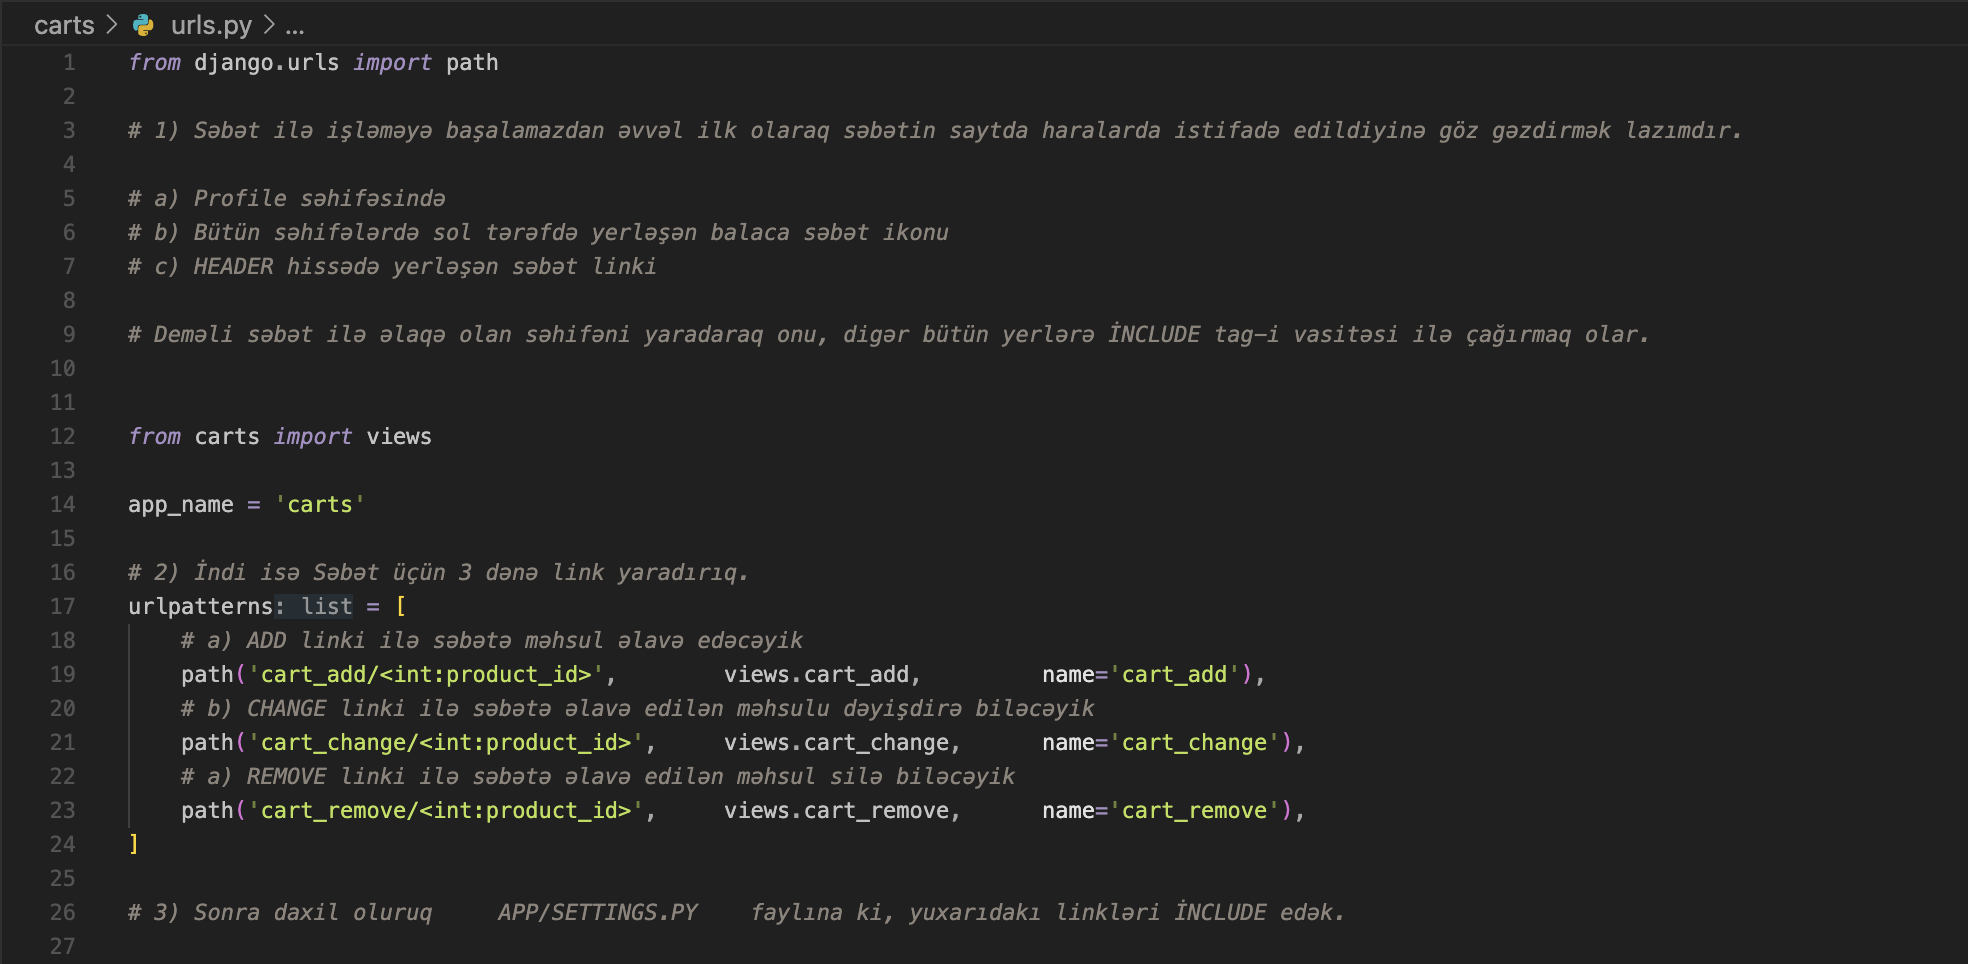 carts > urls.py > ...
1 from django.urls import path
2
3 # 1) Səbət ilə işləməyə başalamazdan əvvəl ilk olaraq səbətin saytda haralarda istifadə edildiyinə göz gəzdirmək lazımdır.
4
5 # a) Profile səhifəsində
6 # b) Bütün səhifələrdə sol tərəfdə yerləşən balaca səbət ikonu
7 # c) HEADER hissədə yerləşən səbət linki
8
9 # Deməli səbət ilə əlaqə olan səhifəni yaradaraq onu, digər bütün yerlərə İNCLUDE tag-i vasitəsi ilə çağırmaq olar.
10
11
12 from carts import views
13
14 app_name = 'carts'
15
16 # 2) İndi isə Səbət üçün 3 dənə link yaradırıq.
17 urlpatterns: list = [
18     # a) ADD linki ilə səbətə məhsul əlavə edəcəyik
19     path('cart_add/<int:product_id>',        views.cart_add,         name='cart_add'),
20     # b) CHANGE linki ilə səbətə əlavə edilən məhsulu dəyişdirə biləcəyik
21     path('cart_change/<int:product_id>',     views.cart_change,      name='cart_change'),
22     # a) REMOVE linki ilə səbətə əlavə edilən məhsul silə biləcəyik
23     path('cart_remove/<int:product_id>',     views.cart_remove,      name='cart_remove'),
24 ]
25
26 # 3) Sonra daxil oluruq     APP/SETTINGS.PY    faylına ki, yuxarıdakı linkləri İNCLUDE edək.
27